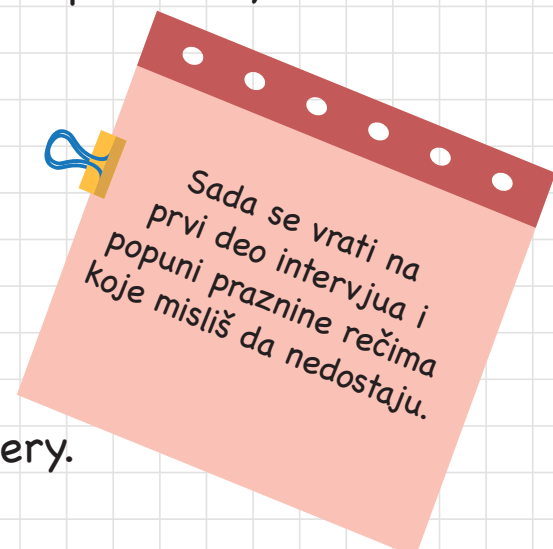 Sada se vrati na
prvi deo intervjua i
popuni praznine rečima
koje misliš da nedostaju.
ery.